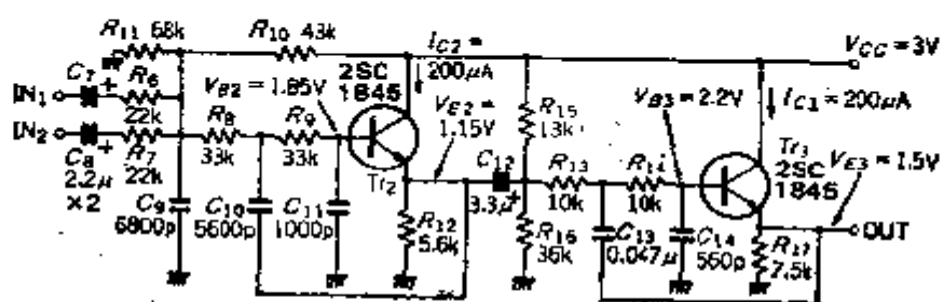 R11 68k
R10 43k
IC2 = 200μA
VCC = 3V
C7 +
R6 22k
VB2 = 1.85V
2SC 1845
VE2 = 1.15V
R15 13k
VB3 = 2.2V
IC1 = 200μA
IN1
IN2
R8 33k
R9 33k
Tr2
C12 3.3μ +
R13 10k
R14 10k
Tr3 2SC 1845
VE3 = 1.5V
C8 + 2.2μ ×2
R7 22k
C9 6800p
C10 5600p
C11 1000p
R12 5.6k
R16 36k
C13 0.047μ
C14 560p
R17 7.5k
OUT